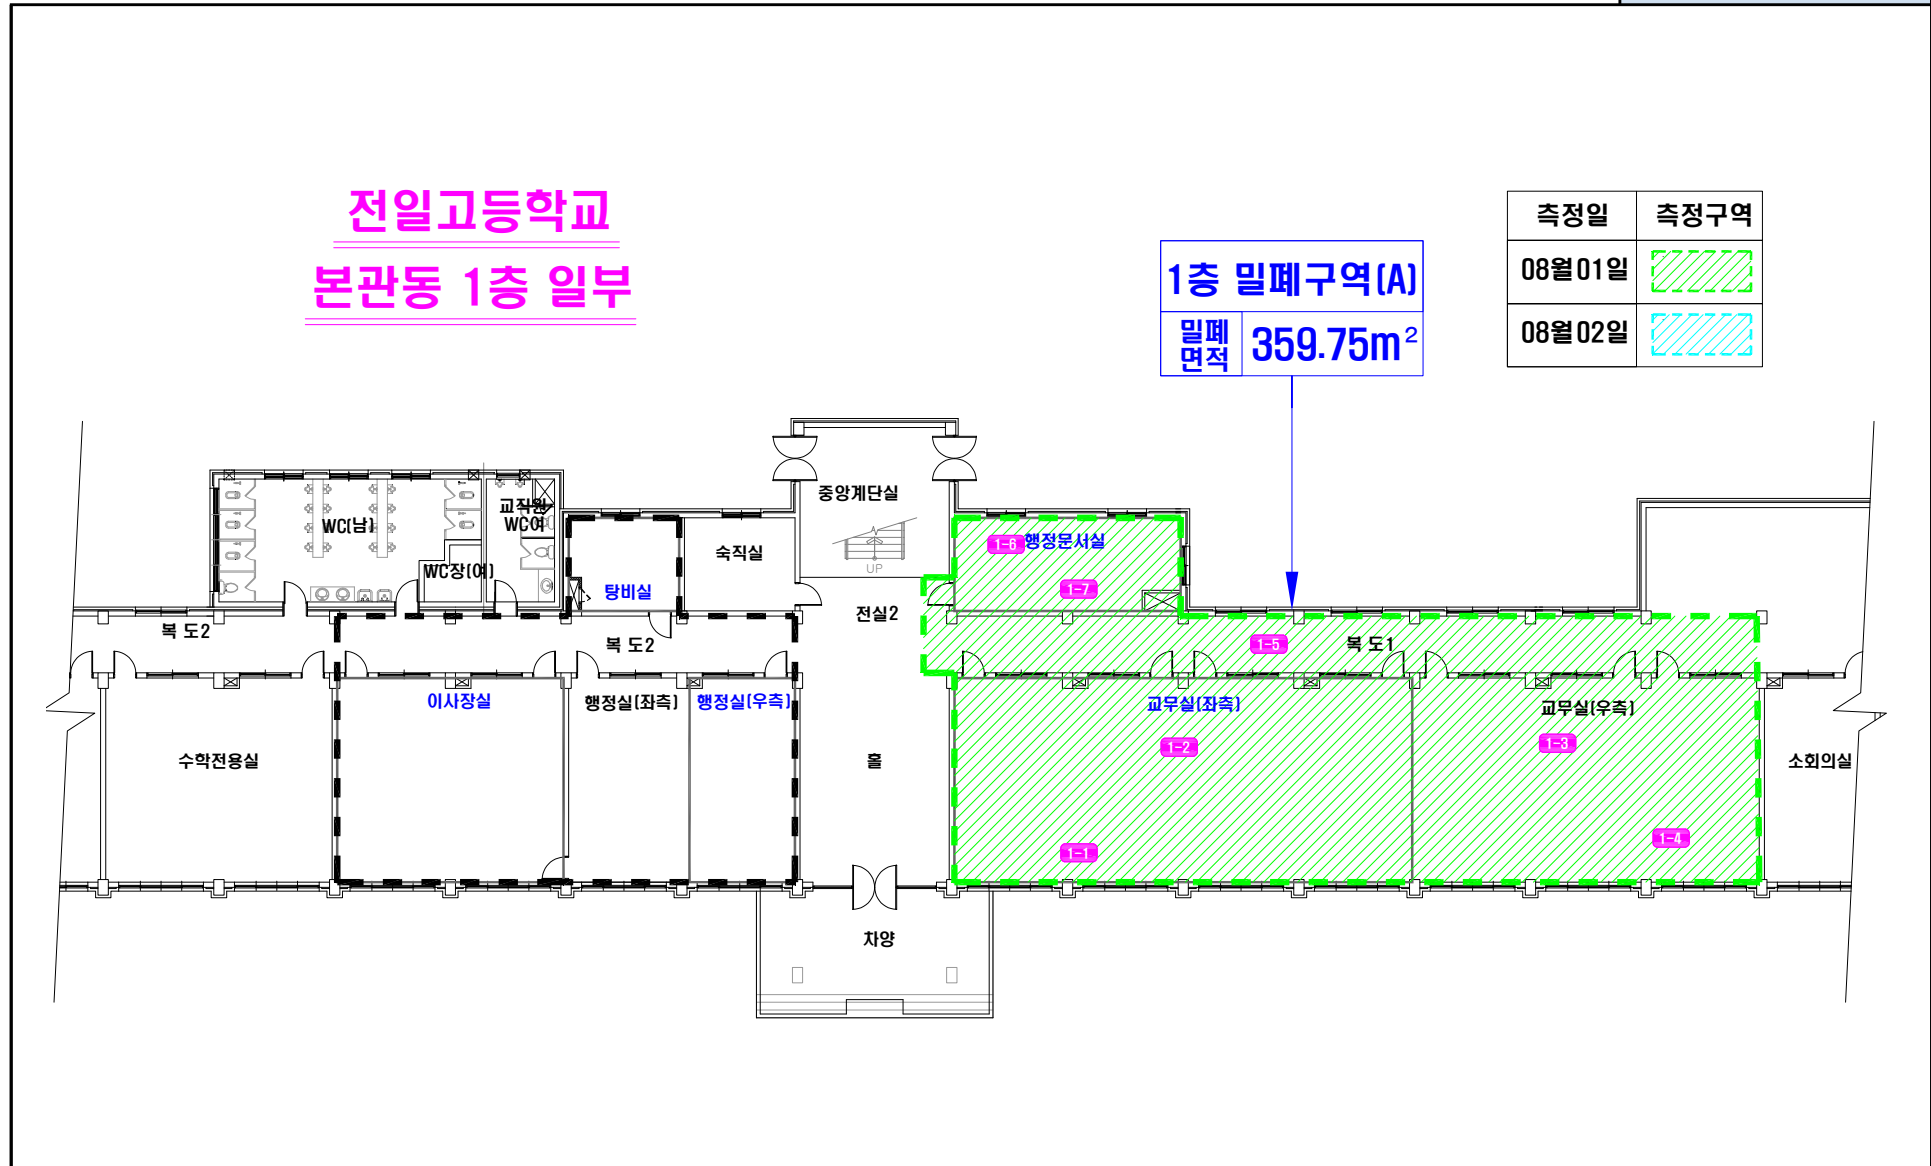 전일고등학교
본관동 1층 일부
1층 밀폐구역(A)
밀폐
면적
359.75m²
측정일 측정구역
08월01일
08월02일
중앙계단실
UP
교직원
WC여
WC(남)
WC장(여)
탕비실
숙직실
전실2
행정문서실
1-6
1-7
복 도2
복 도2
1-5
복 도1
이사장실
행정실(좌측)
행정실(우측)
교무실(좌측)
교무실(우측)
수학전용실
홀
1-2
1-3
소회의실
1-1
1-4
차양